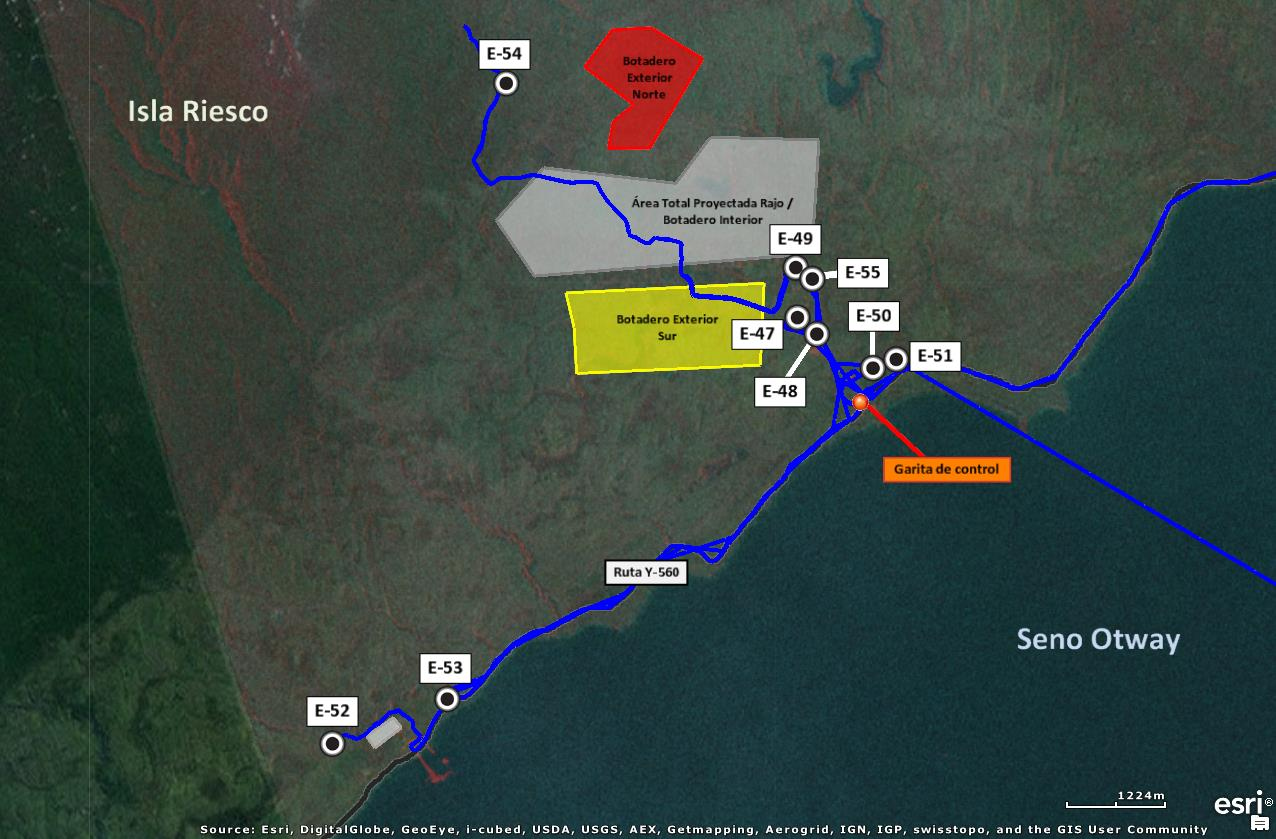 E-54
Botadero
Exterior
Norte
Isla Riesco
Área Total Proyectada Rajo /
Botadero Interior
E-49
E-55
E-50
Botadero Exterior
Sur
E-47
E-51
E-48
Garita de control
Ruta Y-560
Seno Otway
E-53
E-52
1224m
esri®
Source: Esri, DigitalGlobe, GeoEye, i-cubed, USDA, USGS, AEX, Getmapping, Aerogrid, IGN, IGP, swisstopo, and the GIS User Community